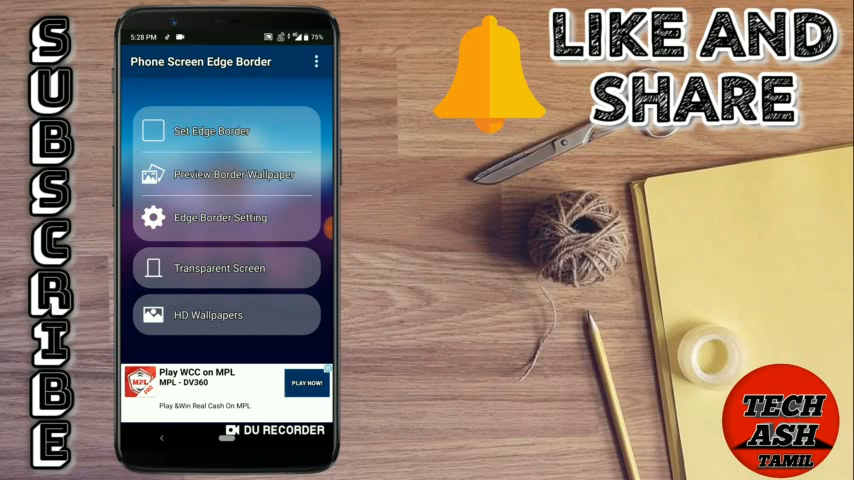 SUBSCRIBE
5:28 PM
75%
Phone Screen Edge Border
Set Edge Border
Preview Border Wallpaper
Edge Border Setting
Transparent Screen
HD Wallpapers
Play WCC on MPL
MPL - DV360
PLAY NOW!
Play &Win Real Cash On MPL
MPL
PRO
DU RECORDER
LIKE AND
SHARE
TECH
ASH
TAMIL